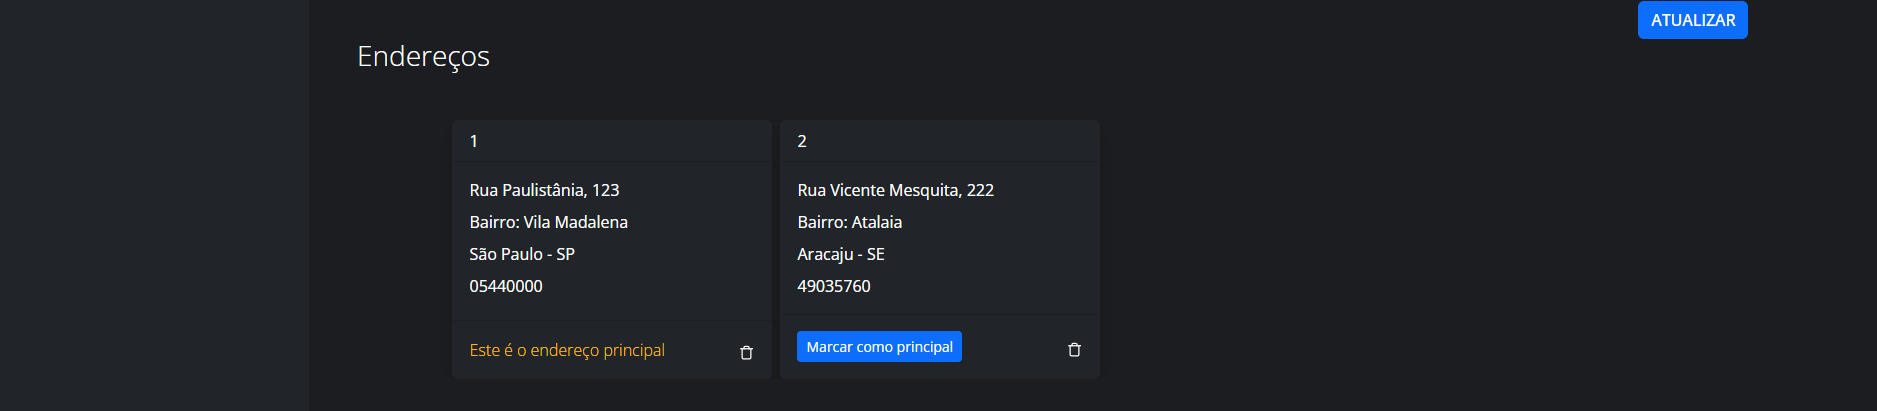 ATUALIZAR
Endereços
1
Rua Paulistânia, 123
Bairro: Vila Madalena
São Paulo - SP
05440000
Este é o endereço principal
2
Rua Vicente Mesquita, 222
Bairro: Atalaia
Aracaju - SE
49035760
Marcar como principal